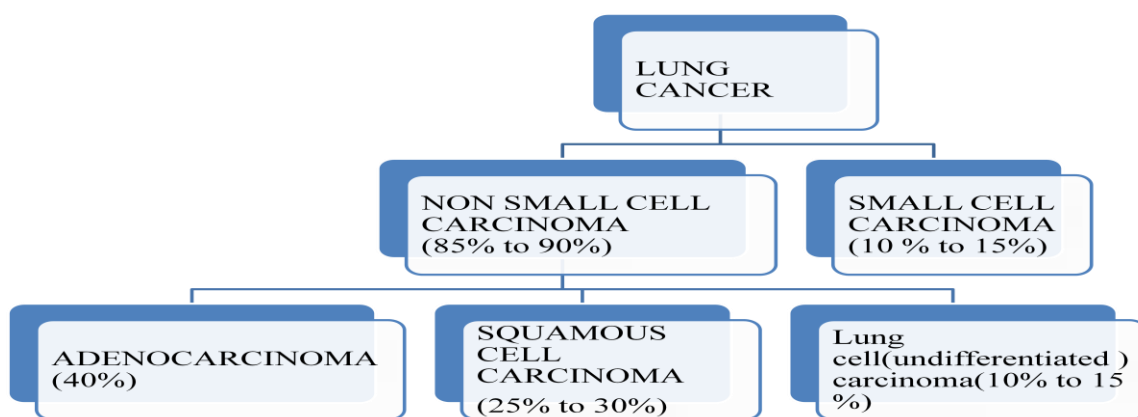 LUNG
CANCER
NON SMALL CELL
CARCINOMA
(85% to 90%)
SMALL CELL
CARCINOMA
(10 % to 15%)
ADENOCARCINOMA
(40%)
SQUAMOUS
CELL
CARCINOMA
(25% to 30%)
Lung
cell(undifferentiated )
carcinoma(10% to 15
%)